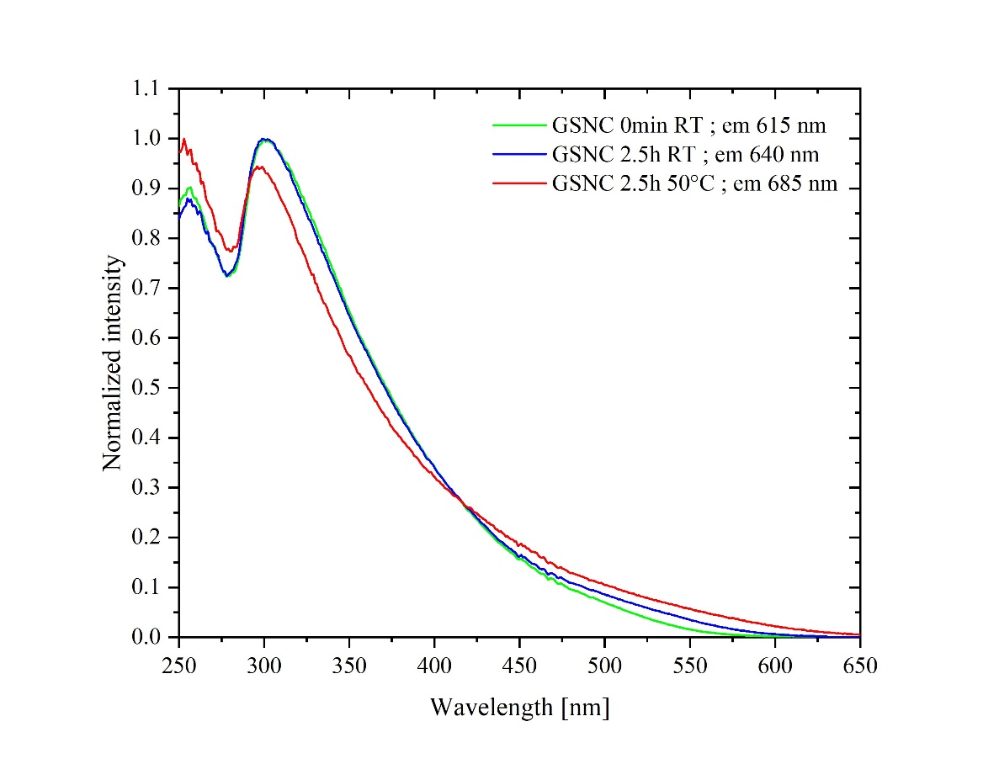 1.1
1.0
0.9
0.8
0.7
0.6
0.5
0.4
0.3
0.2
0.1
0.0
Normalized intensity
GSNC 0min RT ; em 615 nm
GSNC 2.5h RT ; em 640 nm
GSNC 2.5h 50°C ; em 685 nm
250 300 350 400 450 500 550 600 650
Wavelength [nm]